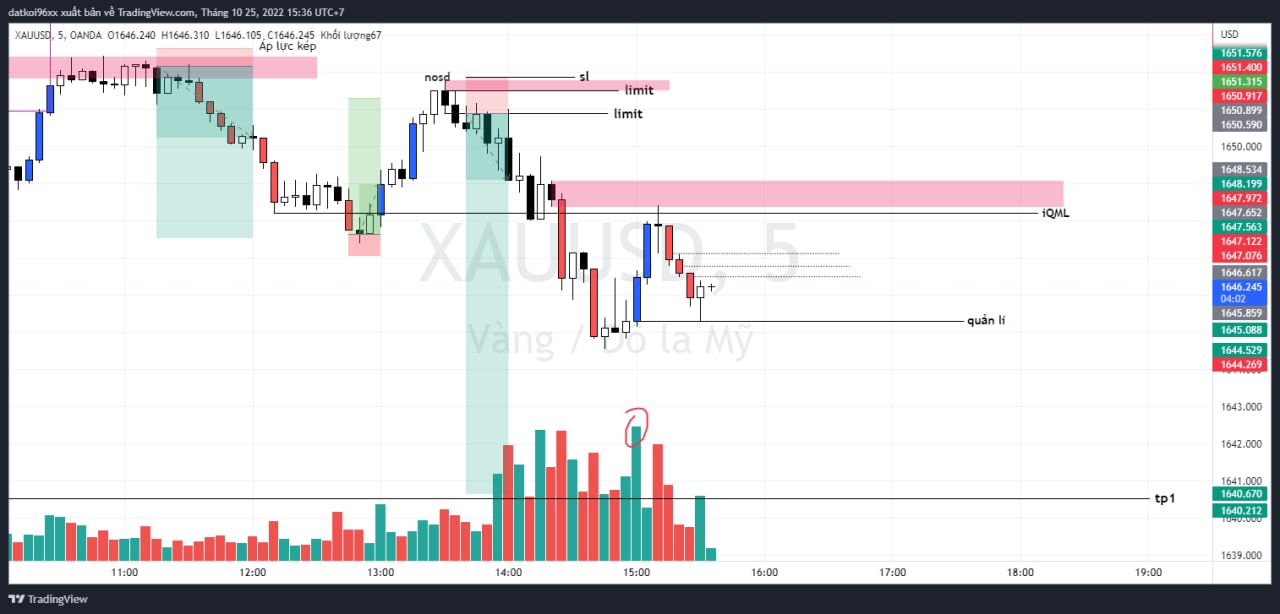 datkoi96xx xuất bản về TradingView.com, Tháng 10 25, 2022 15:36 UTC+7
XAUUSD, 5, OANDA O1646.240 H1646.310 L1646.105 C1646.245 Khối lượng67
USD
Áp lực kép
1651.576
1651.400
nosd
sl
1651.315
limit
1650.917
1650.899
limit
1650.590
1650.000
1648.534
1648.199
1647.972
iQML
1647.652
1647.563
1647.122
XAUUSD, 5
1647.076
1646.617
1646.245
04:02
1645.859
quản lí
1645.088
Vàng / Đô la Mỹ
1644.529
1644.269
1643.000
1642.000
1641.000
tp1
1640.670
1640.212
1640.000
1639.000
11:00 12:00 13:00 14:00 15:00 16:00 17:00 18:00 19:00
TradingView